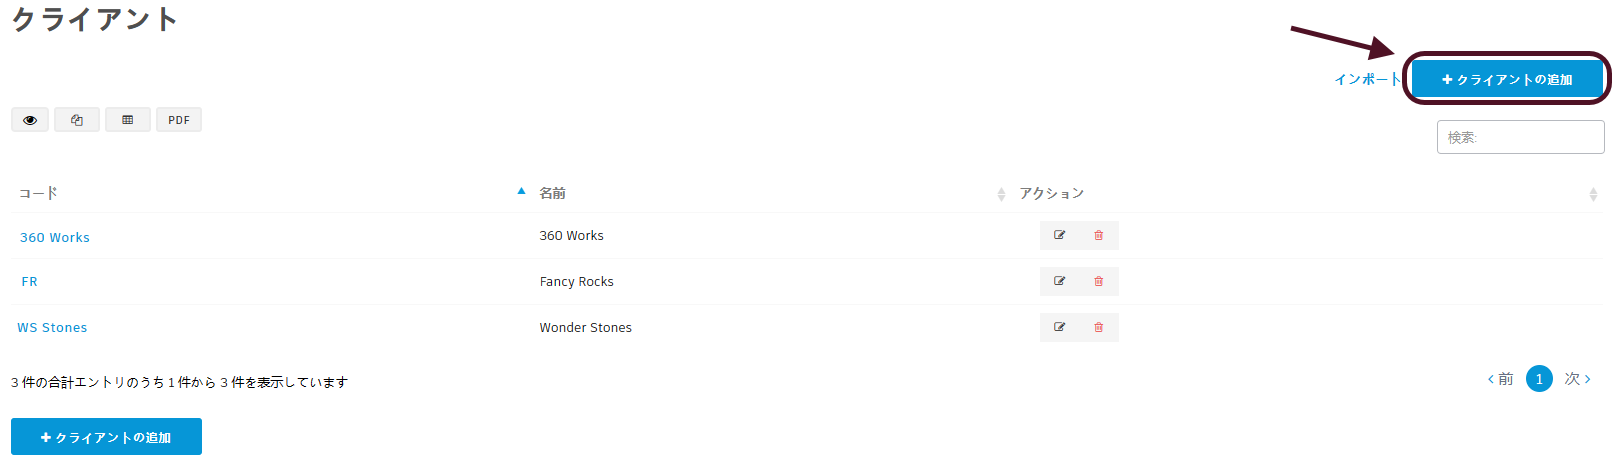 クライアント
インポート
クライアントの追加
PDF
検索:
コード 名前 アクション
360 Works 360 Works
FR Fancy Rocks
WS Stones Wonder Stones
3 件の合計エントリのうち 1 件から 3 件を表示しています
前 1 次
クライアントの追加